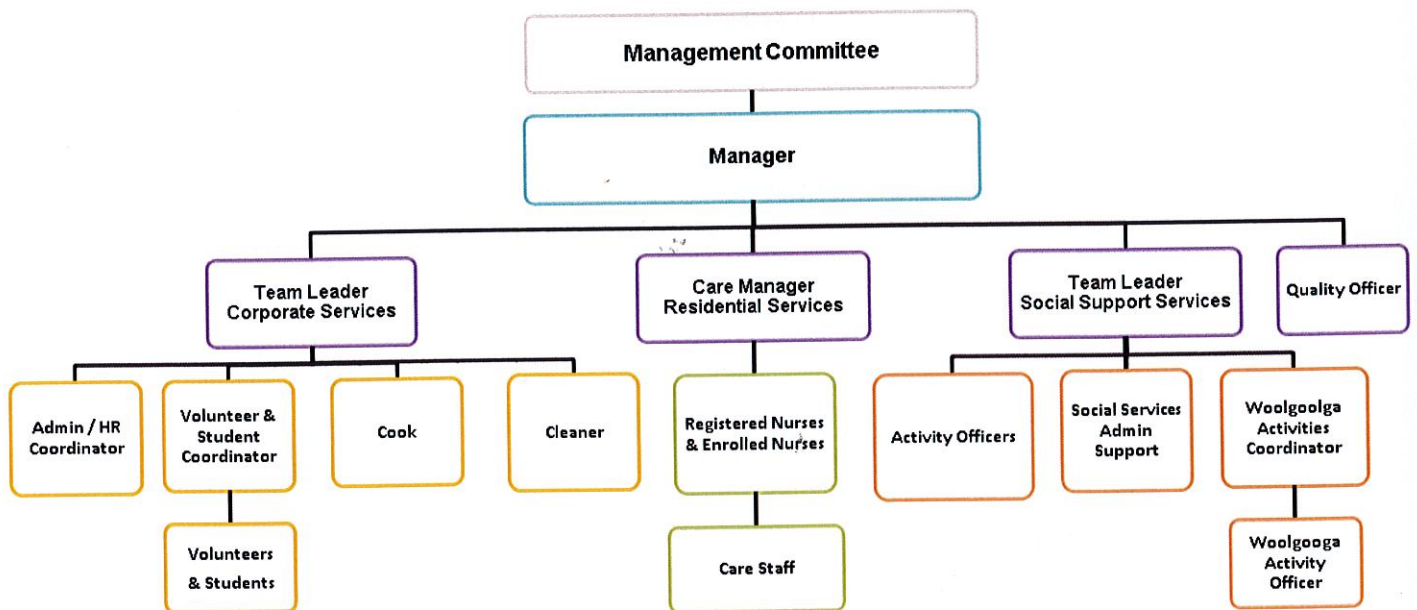 Management Committee
Manager
Team Leader
Corporate Services
Care Manager
Residential Services
Team Leader
Social Support Services
Quality Officer
Admin / HR
Coordinator
Volunteer &
Student
Coordinator
Cook
Cleaner
Registered Nurses
& Enrolled Nurses
Activity Officers
Social Services
Admin
Support
Woolgoolga
Activities
Coordinator
Volunteers
& Students
Care Staff
Woolgooga
Activity
Officer